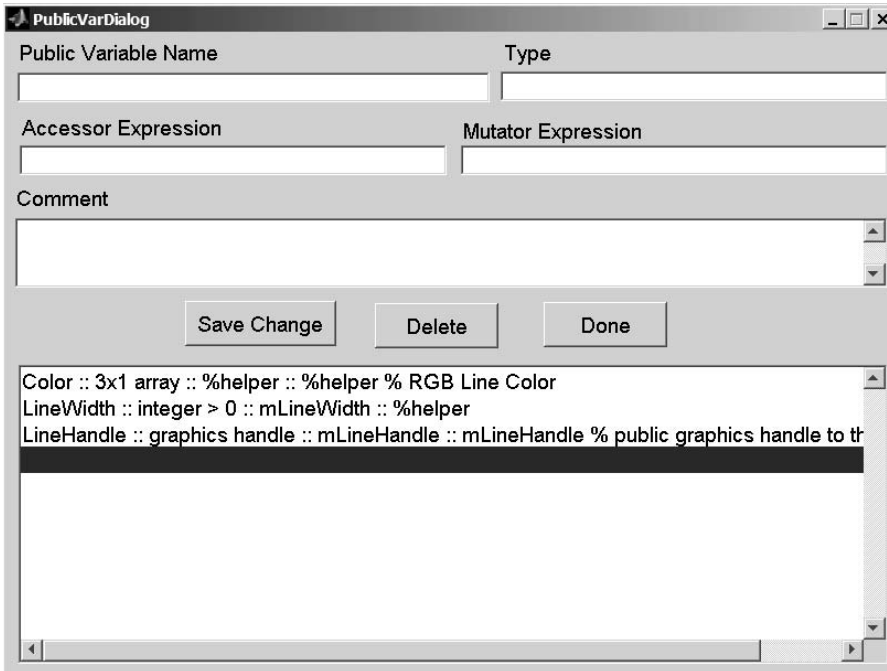 PublicVarDialog
Public Variable Name Type
Accessor Expression Mutator Expression
Comment
Save Change Delete Done
Color :: 3x1 array :: %helper :: %helper % RGB Line Color
LineWidth :: integer > 0 :: mLineWidth :: %helper
LineHandle :: graphics handle :: mLineHandle :: mLineHandle % public graphics handle to